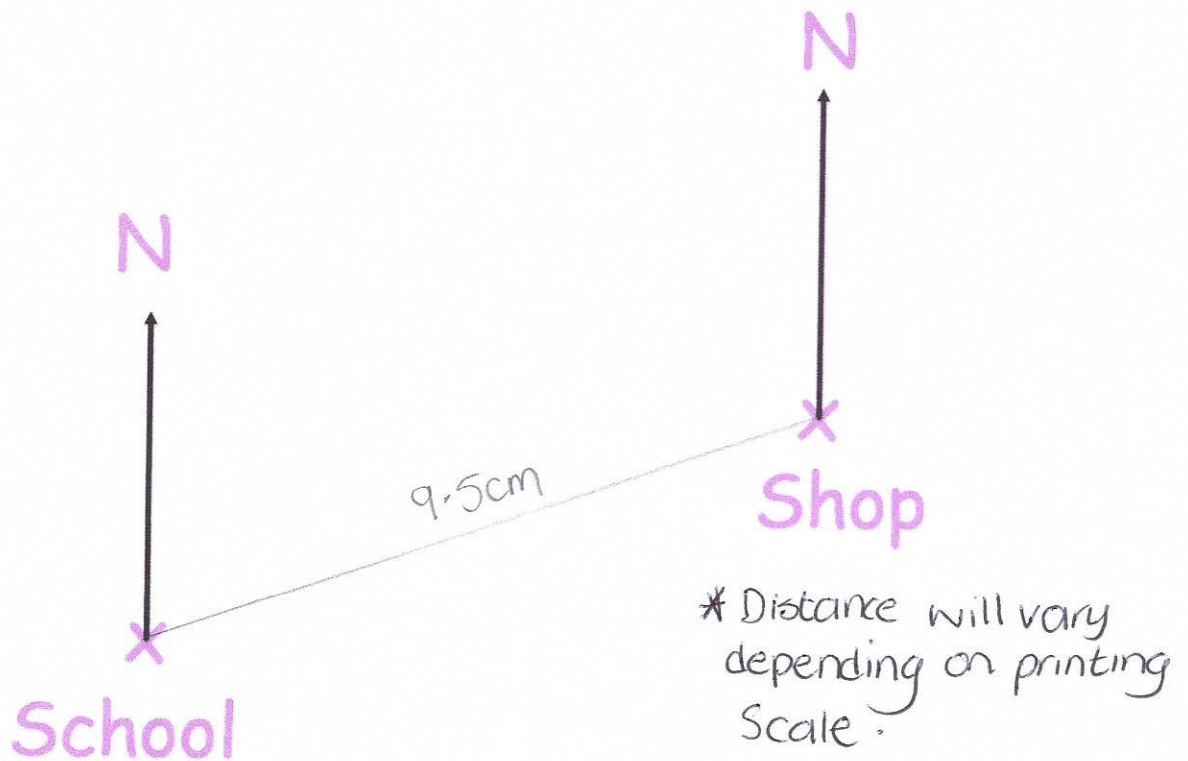 N
N
9.5cm
Shop
* Distance will vary
depending on printing
Scale.
School